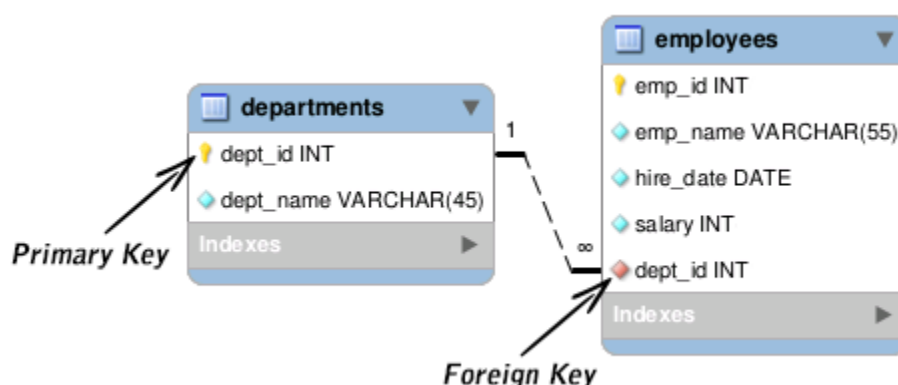 departments
dept_id INT
dept_name VARCHAR(45)
Indexes
Primary Key
1
∞
employees
emp_id INT
emp_name VARCHAR(55)
hire_date DATE
salary INT
dept_id INT
Indexes
Foreign Key